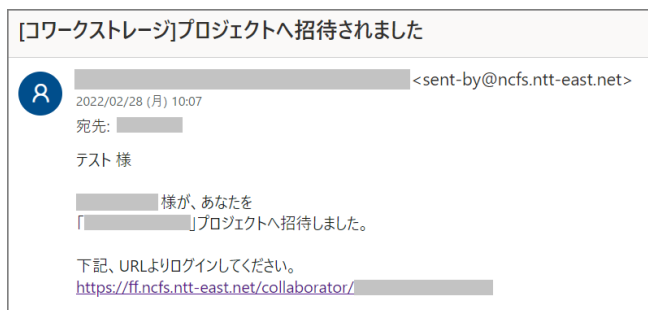 [コワークストレージ]プロジェクトへ招待されました
<sent-by@ncfs.ntt-east.net>
R
2022/02/28 (月) 10:07
宛先:
テスト 様
様が、あなたを
「 」プロジェクトへ招待しました。
下記、URLよりログインしてください。
https://ff.ncfs.ntt-east.net/collaborator/